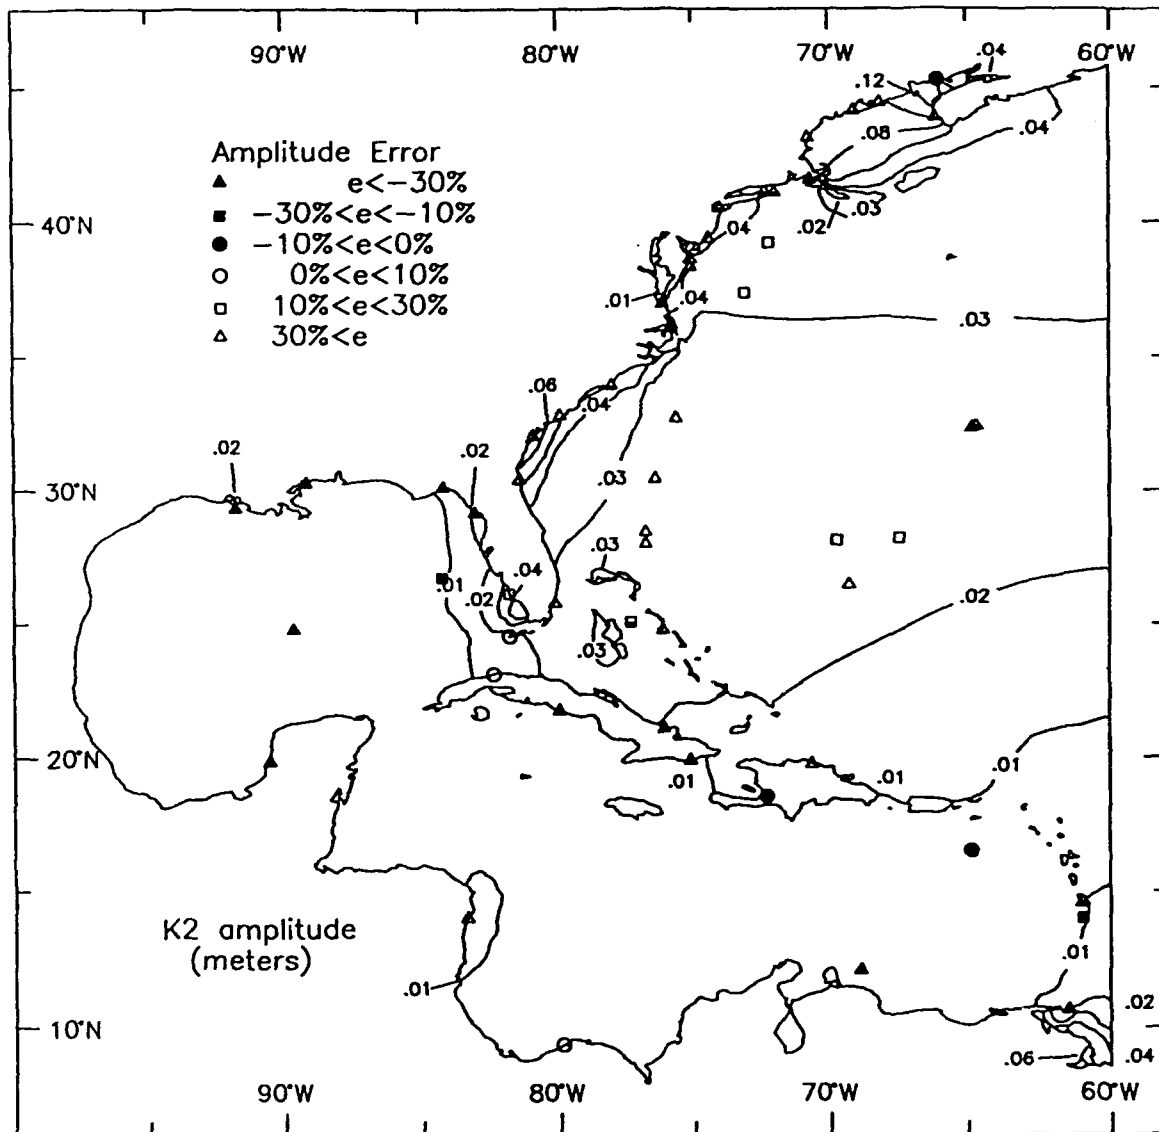 90°W 80°W 70°W 60°W
.04
.12
.08
.04
Amplitude Error
e<-30%
-30%<e<-10%
-10%<e<0%
0%<e<10%
10%<e<30%
30%<e
40°N
.03
.02
.04
.01
.04
.03
.06
.04
.02
.02
.03
30°N
.03
.04
.01
.02
.02
.03
20°N
.01
.01
.01
K2 amplitude
(meters)
.01
.01
.02
10°N
.06
.04
90°W 80°W 70°W 60°W